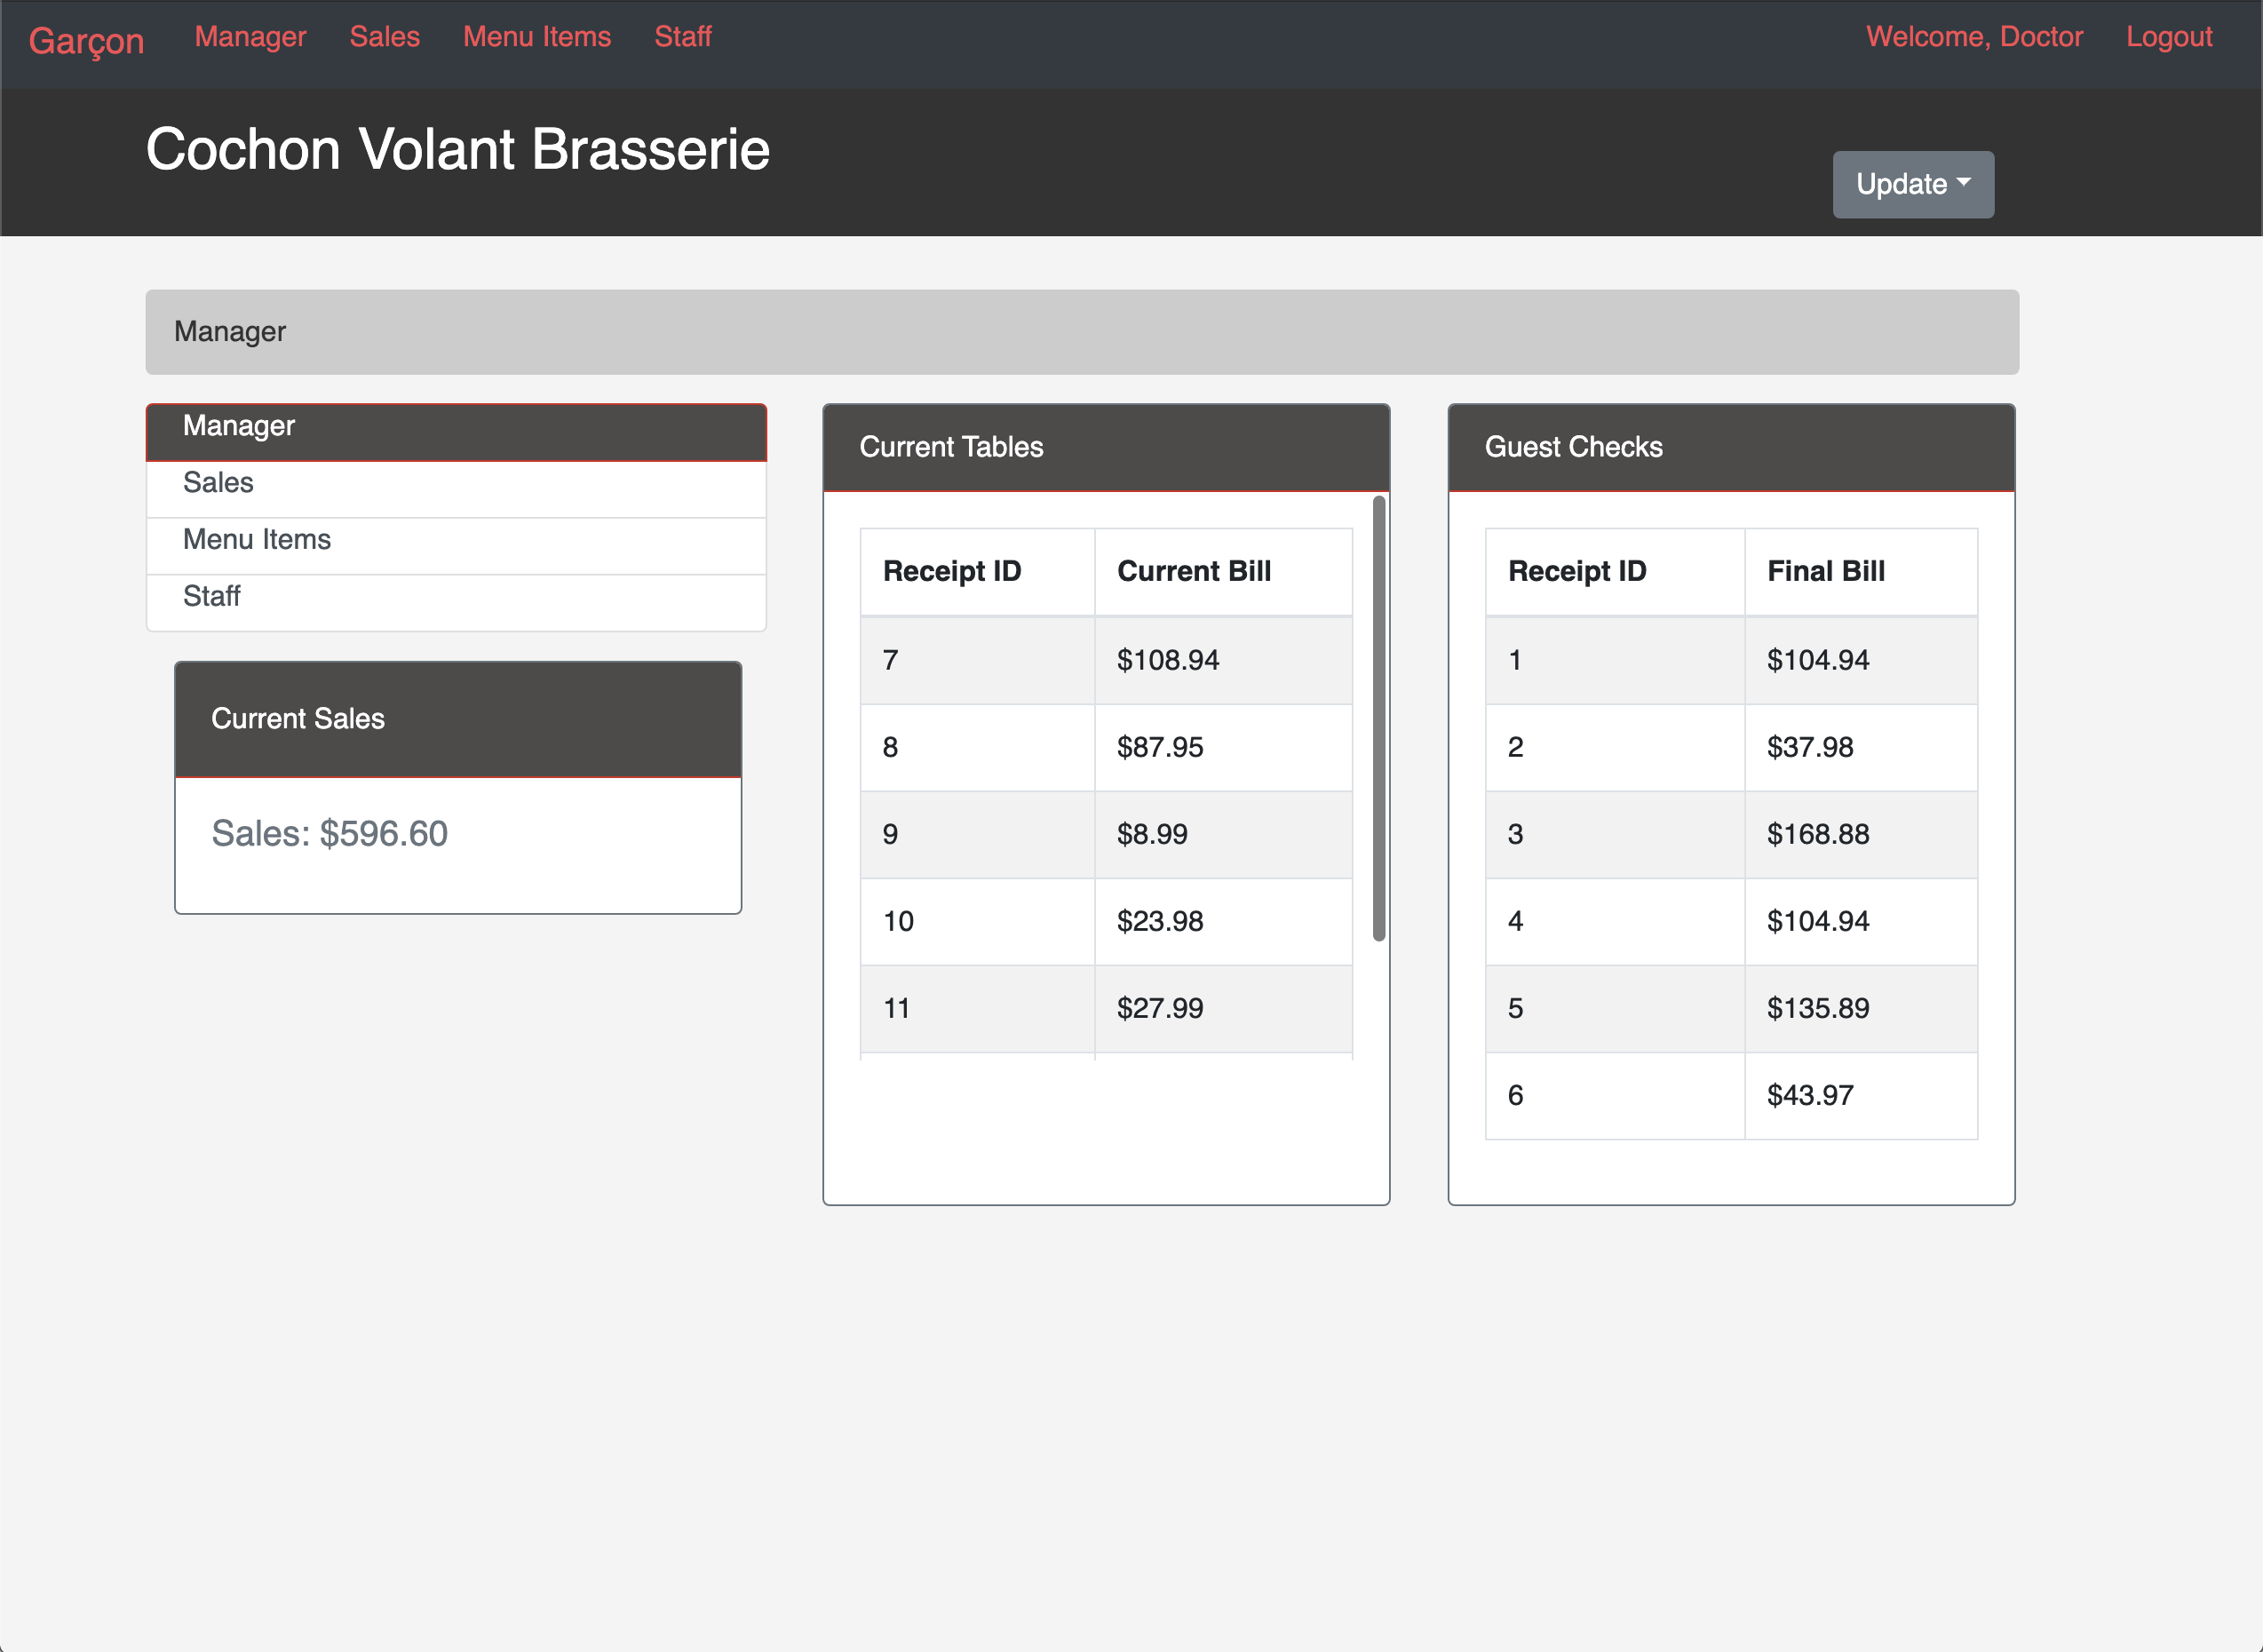 Garçon Manager Sales Menu Items Staff Welcome, Doctor Logout
Cochon Volant Brasserie
Update
Manager
Manager
Sales
Menu Items
Staff
Current Sales
Sales: $596.60
Current Tables
Receipt ID Current Bill
7 $108.94
8 $87.95
9 $8.99
10 $23.98
11 $27.99
Guest Checks
Receipt ID Final Bill
1 $104.94
2 $37.98
3 $168.88
4 $104.94
5 $135.89
6 $43.97